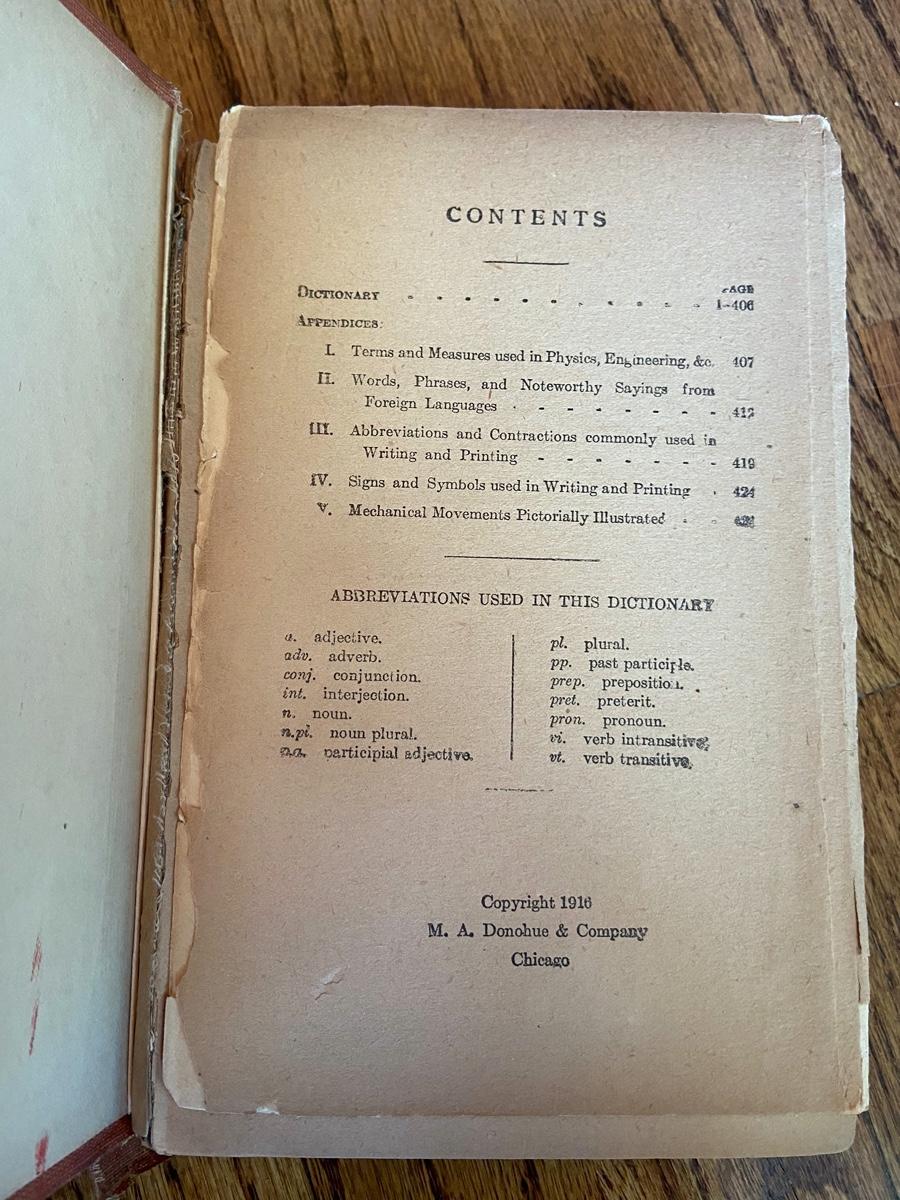 CONTENTS
PAGE
DICTIONARY - - - - - - - - - - - 1-406
APPENDICES:
I. Terms and Measures used in Physics, Engineering, &c. 407
II. Words, Phrases, and Noteworthy Sayings from
Foreign Languages - - - - - - - -
III. Abbreviations and Contractions commonly used in
Writing and Printing - - - - - - - 419
IV. Signs and Symbols used in Writing and Printing - 424
V. Mechanical Movements Pictorially Illustrated - -
ABBREVIATIONS USED IN THIS DICTIONARY
a. adjective.
adv. adverb.
conj. conjunction.
int. interjection.
n. noun.
n.pl. noun plural.
participial adjective.
pl. plural.
pp. past participle.
prep. preposition.
pret. preterit.
pron. pronoun.
vi. verb intransitive.
vt. verb transitive.
Copyright 1916
M. A. Donohue & Company
Chicago